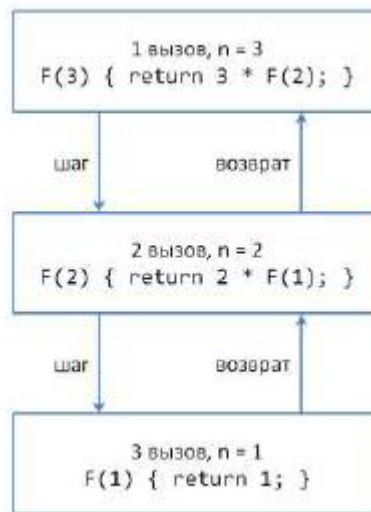 1 вызов, n = 3
F(3) { return 3 * F(2); }
шаг
возврат
2 вызов, n = 2
F(2) { return 2 * F(1); }
шаг
возврат
3 вызов, n = 1
F(1) { return 1; }